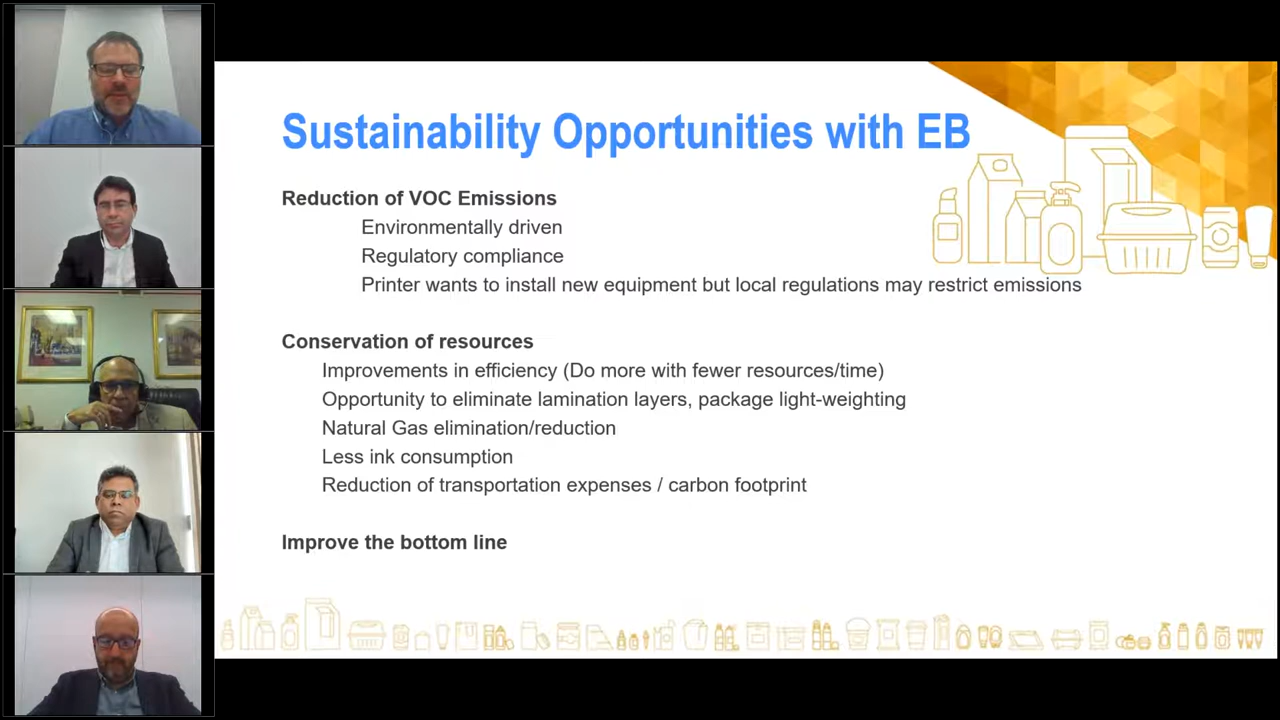 Sustainability Opportunities with EB
Reduction of VOC Emissions
Environmentally driven
Regulatory compliance
Printer wants to install new equipment but local regulations may restrict emissions
Conservation of resources
Improvements in efficiency (Do more with fewer resources/time)
Opportunity to eliminate lamination layers, package light-weighting
Natural Gas elimination/reduction
Less ink consumption
Reduction of transportation expenses / carbon footprint
Improve the bottom line